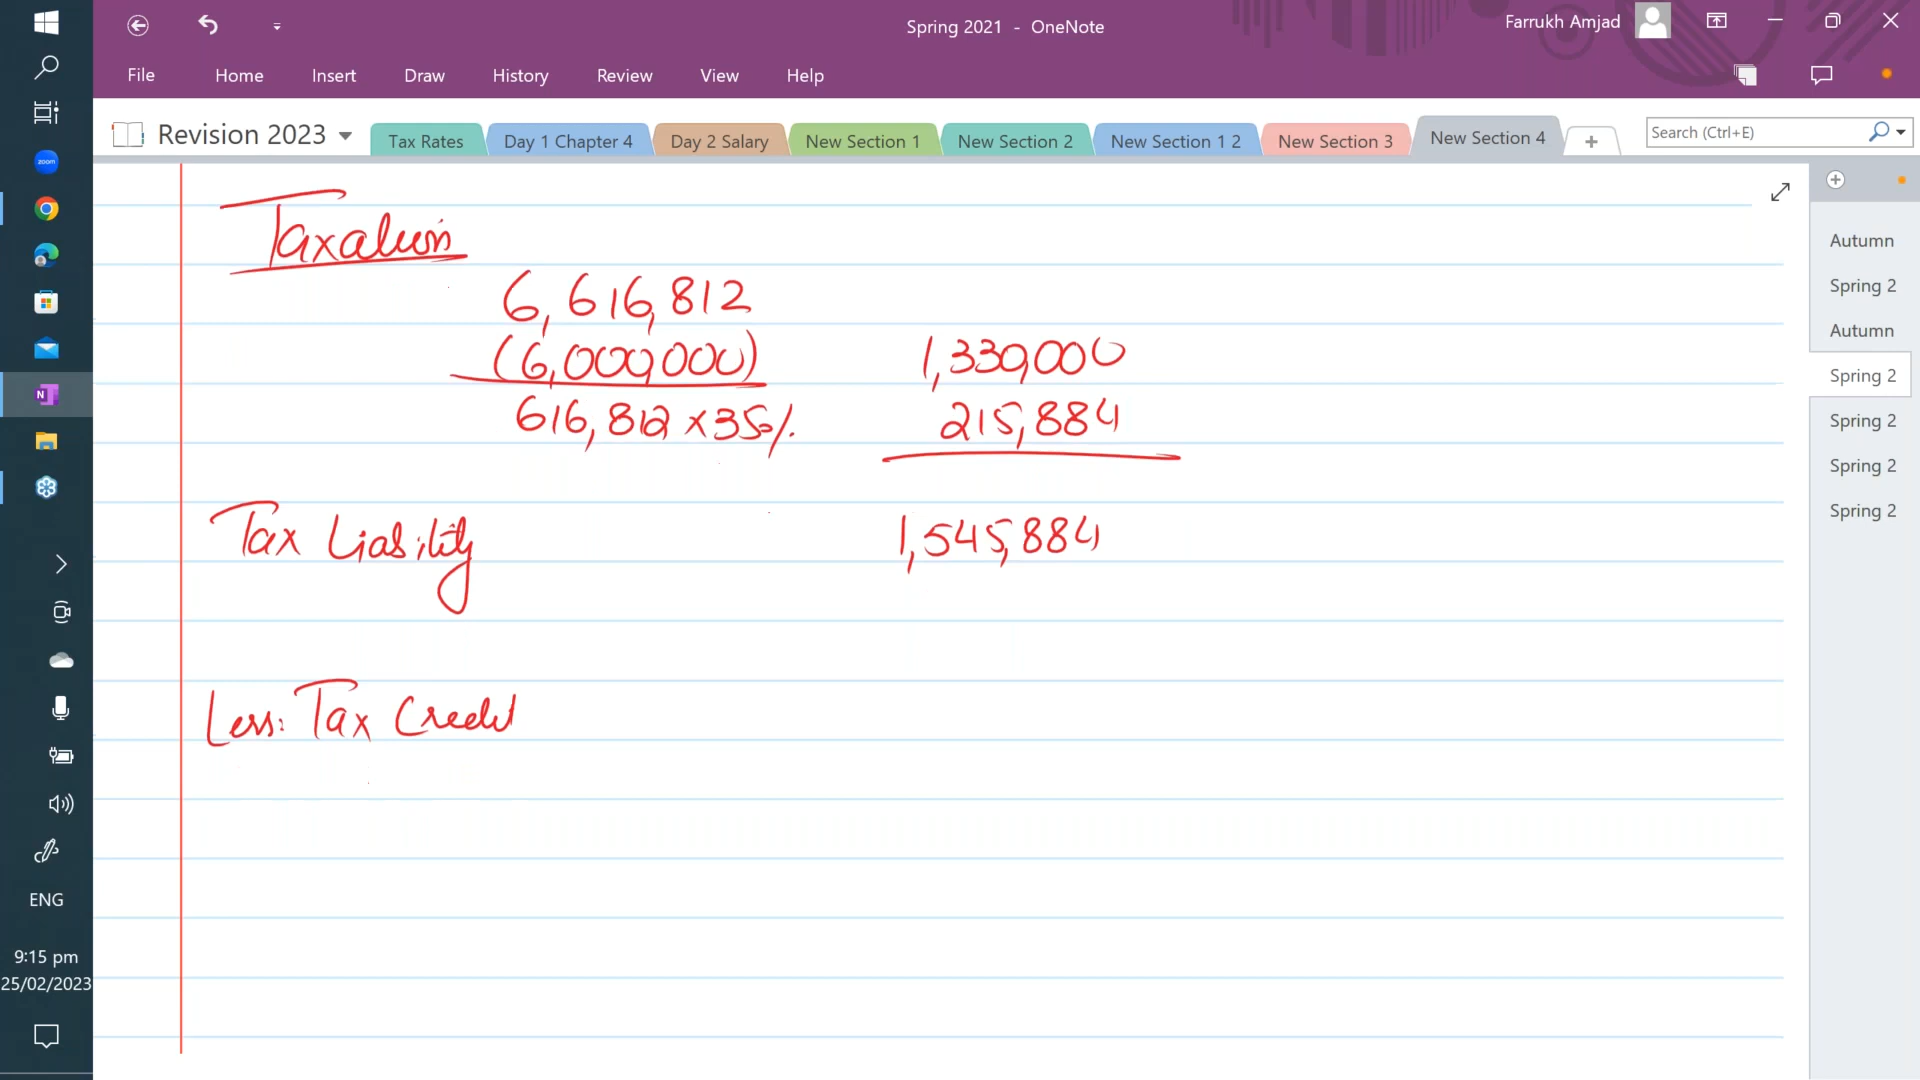 Spring 2021 - OneNote
Farrukh Amjad
File Home Insert Draw History Review View Help
Revision 2023
Tax Rates
Day 1 Chapter 4
Day 2 Salary
New Section 1
New Section 2
New Section 1 2
New Section 3
New Section 4
Search (Ctrl+E)
zoom
N
Taxation
6,616,812
(6,000,000) 1,330,000
616,812 x 35% 215,884
Tax Liability 1,545,884
Less: Tax Credit
Autumn
Spring 2
Autumn
Spring 2
Spring 2
Spring 2
Spring 2
ENG
9:15 pm
25/02/2023